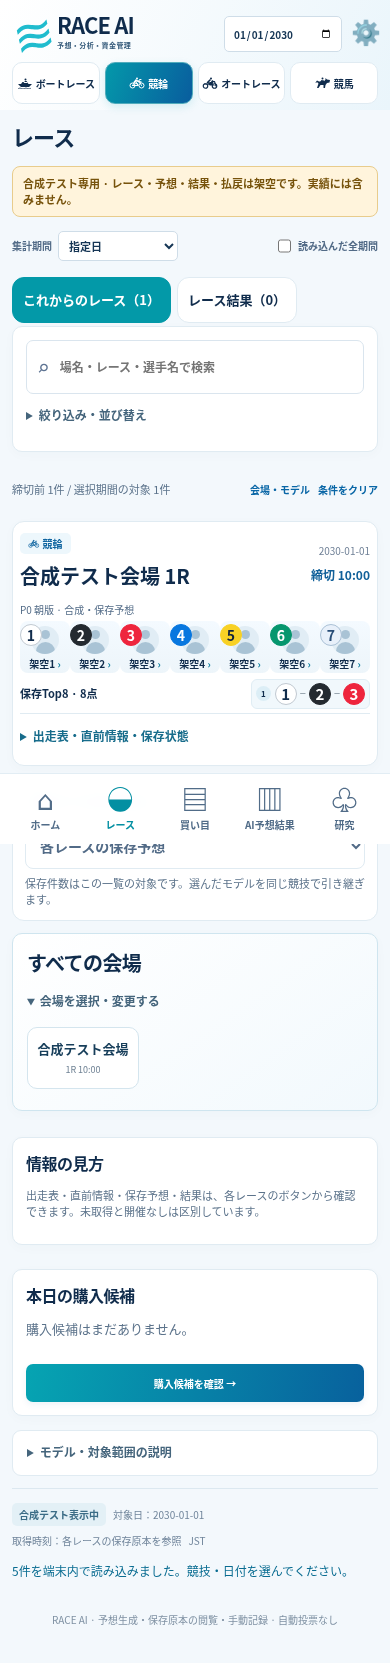 RACE AI
予想・分析・資金管理
01/01/2030
ボートレース
競輪
オートレース
競馬
レース
合成テスト専用・レース・予想・結果・払戻は架空です。実績には含
みません。
集計期間
指定日
読み込んだ全期間
これからのレース（1）
レース結果（0）
場名・レース・選手名で検索
▶ 絞り込み・並び替え
締切前 1件 / 選択期間の対象 1件
会場・モデル
条件をクリア
競輪
2030-01-01
合成テスト会場 1R
締切 10:00
P0 朝版・合成・保存予想
1 2 3 4 5 6 7
架空1 › 架空2 › 架空3 › 架空4 › 架空5 › 架空6 › 架空7 ›
保存Top8・8点
1 1 – 2 – 3
▶ 出走表・直前情報・保存状態
ホーム
レース
買い目
AI予想結果
研究
各レースの保存予想
保存件数はこの一覧の対象です。選んだモデルを同じ競技で引き継ぎ
ます。
すべての会場
▼ 会場を選択・変更する
合成テスト会場
1R 10:00
情報の見方
出走表・直前情報・保存予想・結果は、各レースのボタンから確認
できます。未取得と開催なしは区別しています。
本日の購入候補
購入候補はまだありません。
購入候補を確認 →
▶ モデル・対象範囲の説明
合成テスト表示中
対象日：2030-01-01
取得時刻：各レースの保存原本を参照 JST
5件を端末内で読み込みました。競技・日付を選んでください。
RACE AI・予想生成・保存原本の閲覧・手動記録・自動投票なし